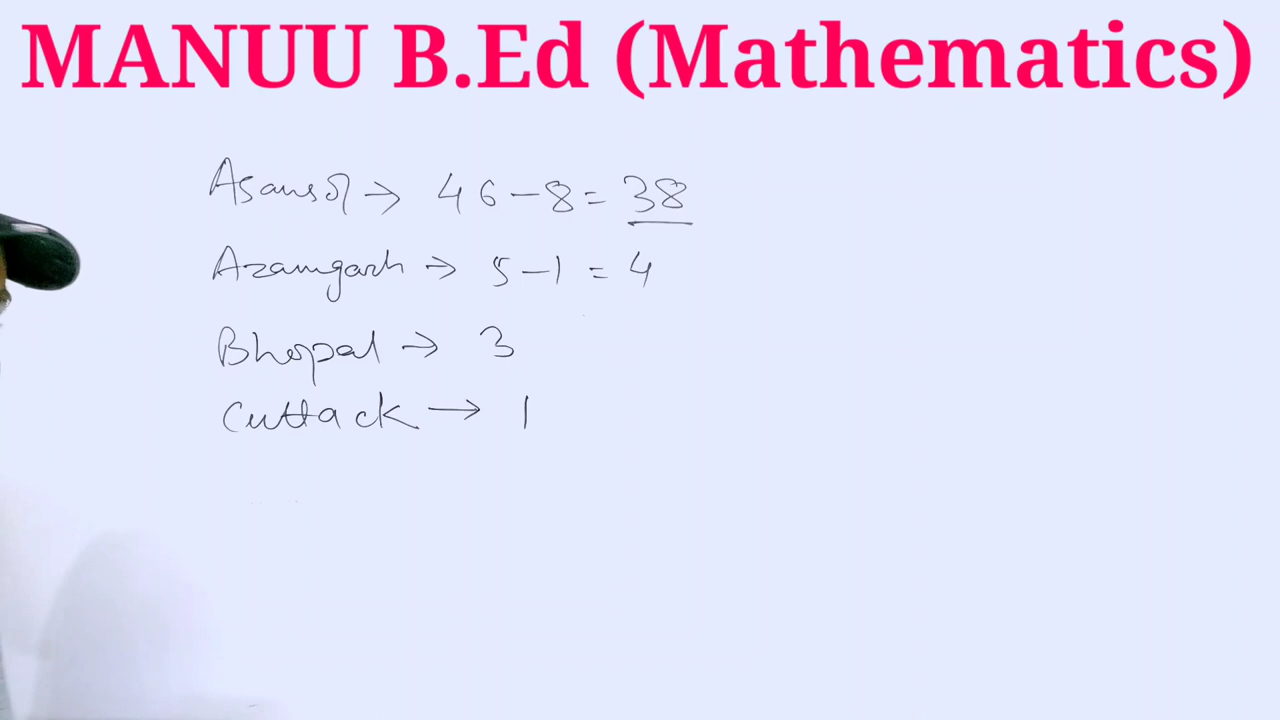 MANUU B.Ed (Mathematics)
Asansol → 46-8 = 38
Azamgarh → 5-1 = 4
Bhopal → 3
Cuttack → 1